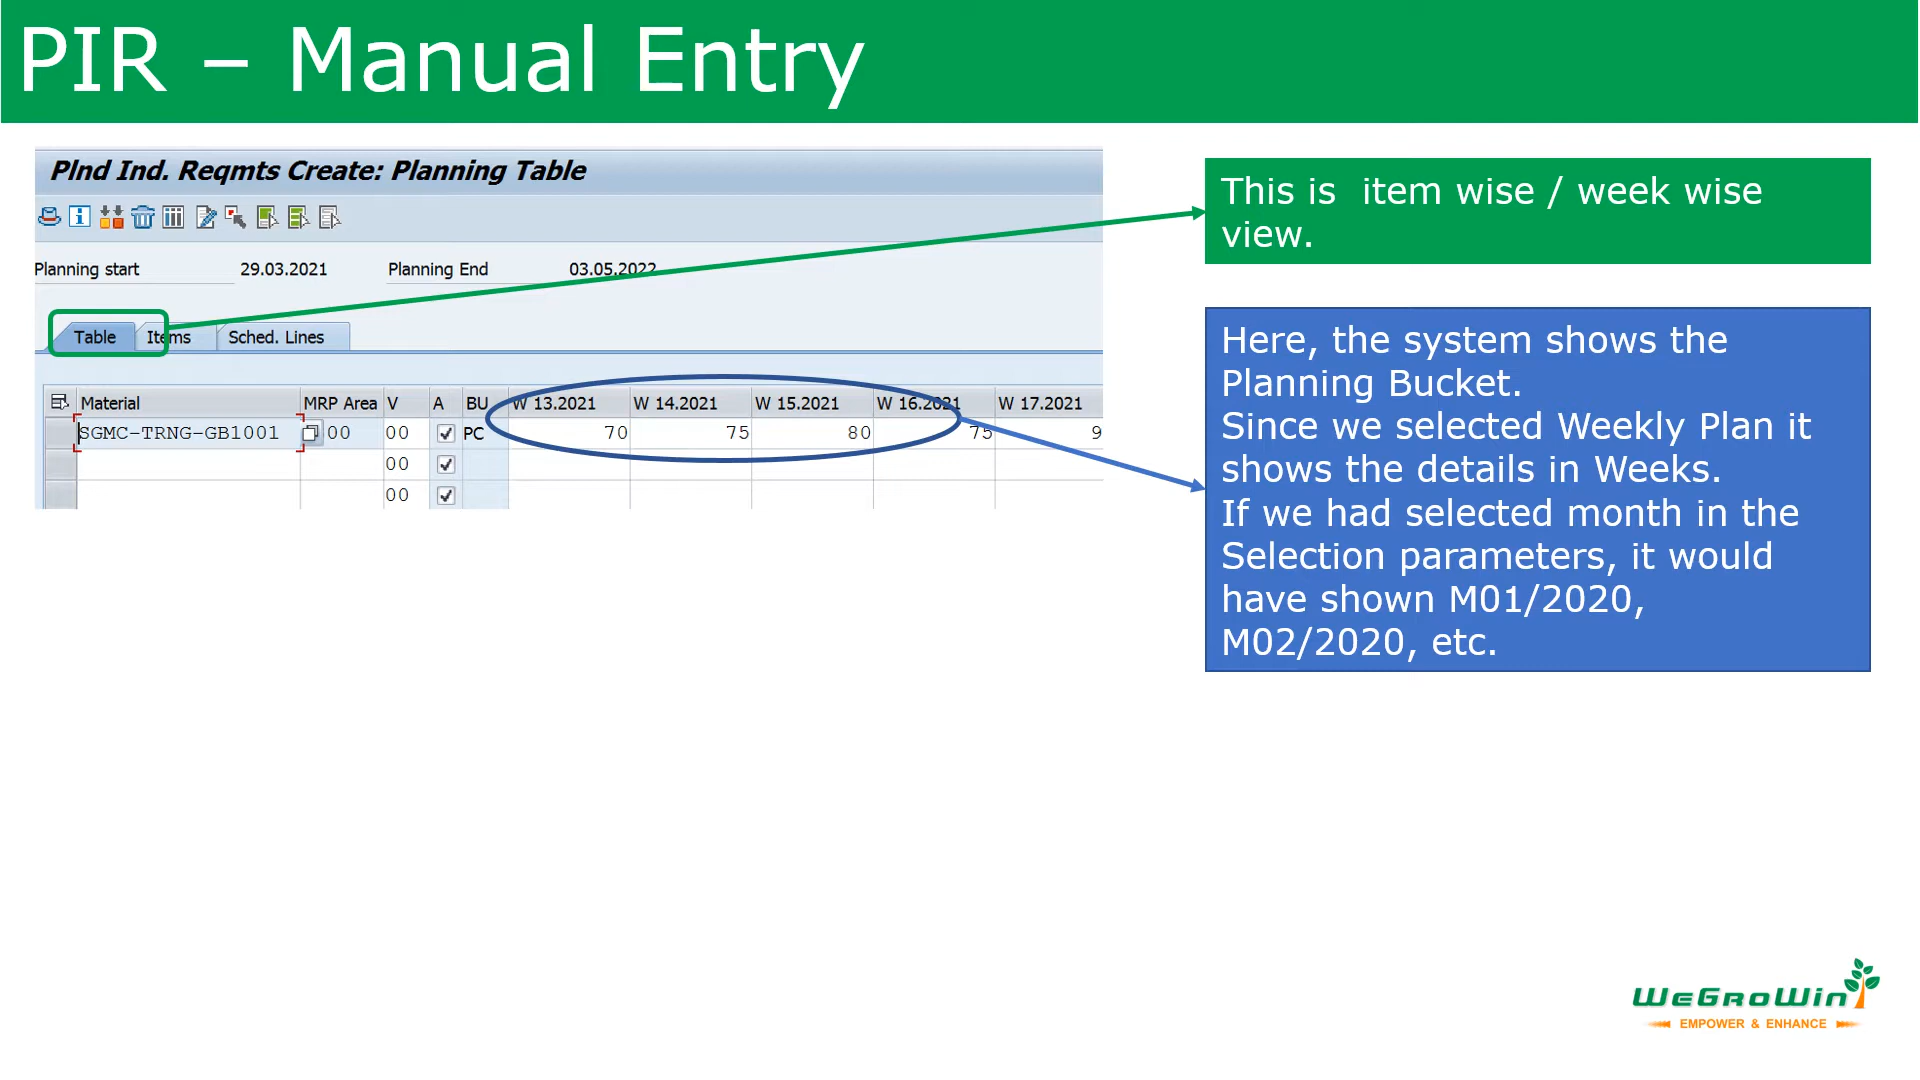 PIR – Manual Entry
Plnd Ind. Reqmts Create: Planning Table
Planning start 29.03.2021 Planning End 03.05.2022
Table Items Sched. Lines
Material MRP Area V A BU W 13.2021 W 14.2021 W 15.2021 W 16.2021 W 17.2021
SGMC-TRNG-GB1001 00 00 PC 70 75 80 75 9
00
00
This is item wise / week wise
view.
Here, the system shows the
Planning Bucket.
Since we selected Weekly Plan it
shows the details in Weeks.
If we had selected month in the
Selection parameters, it would
have shown M01/2020,
M02/2020, etc.
WeGroWin
EMPOWER & ENHANCE